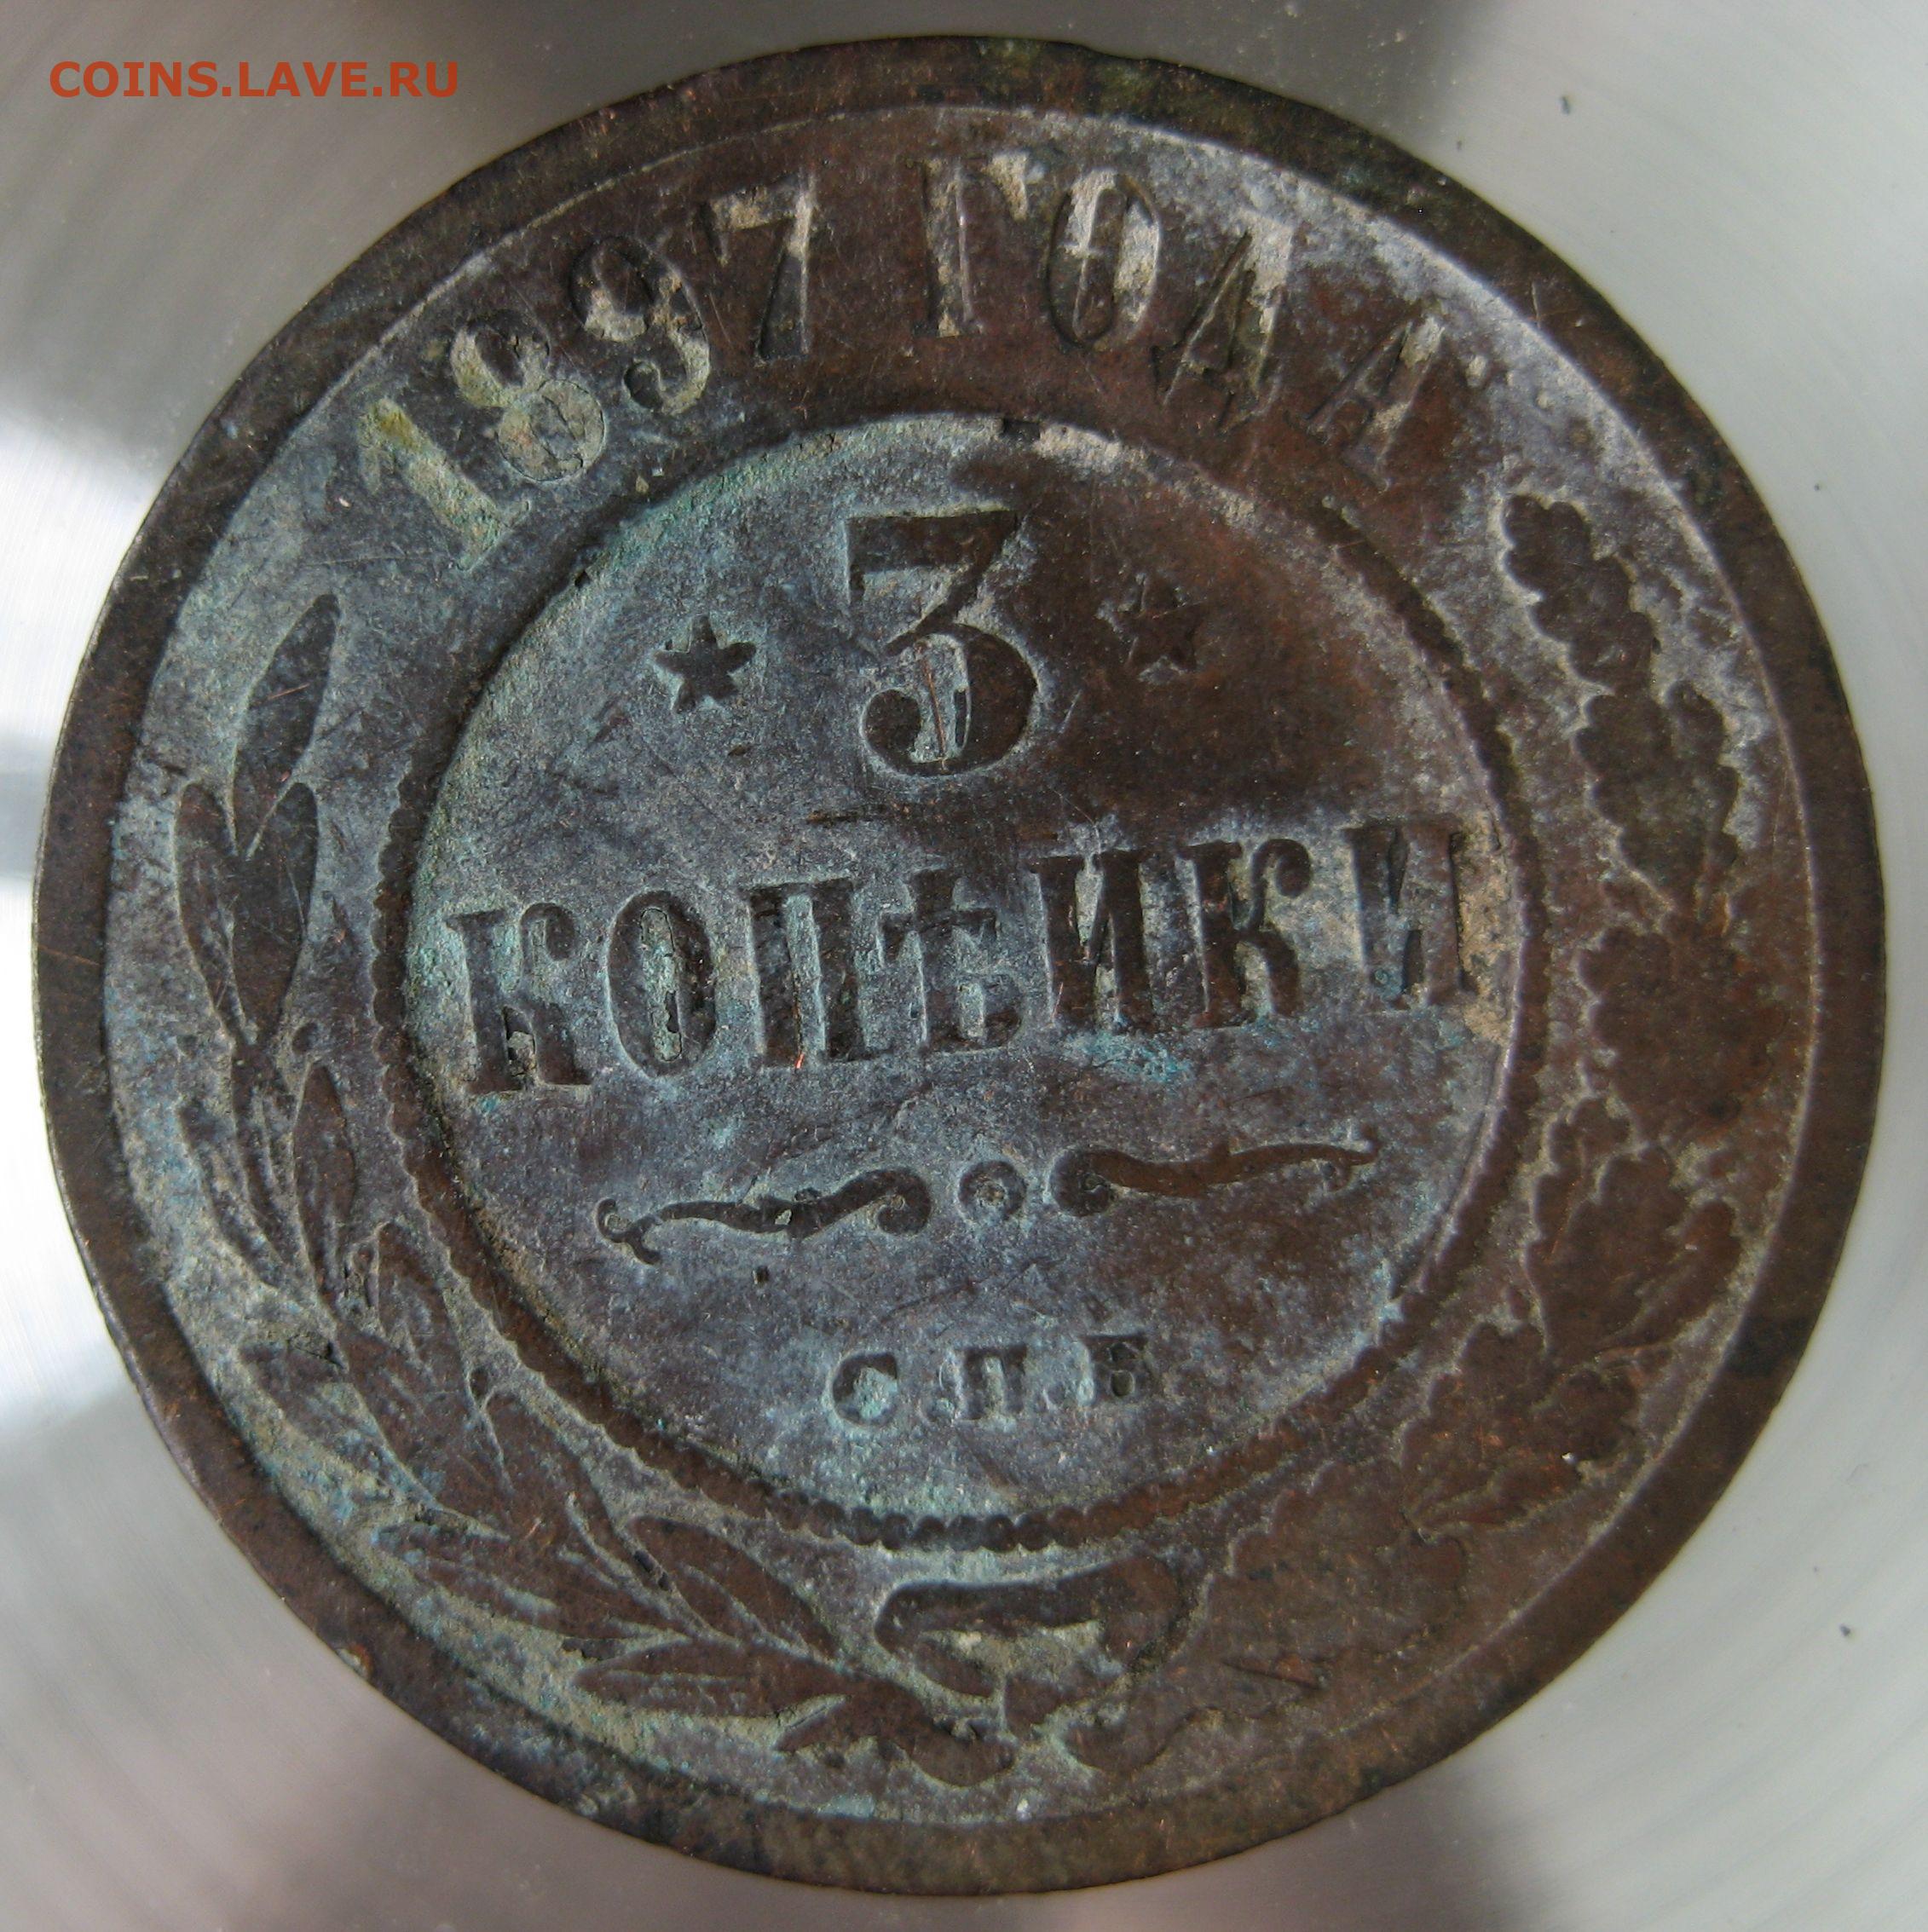 COINS.LAVE.RU
1897 ГОДА
* 3 *
КОПѢЙКИ
С.П.Б